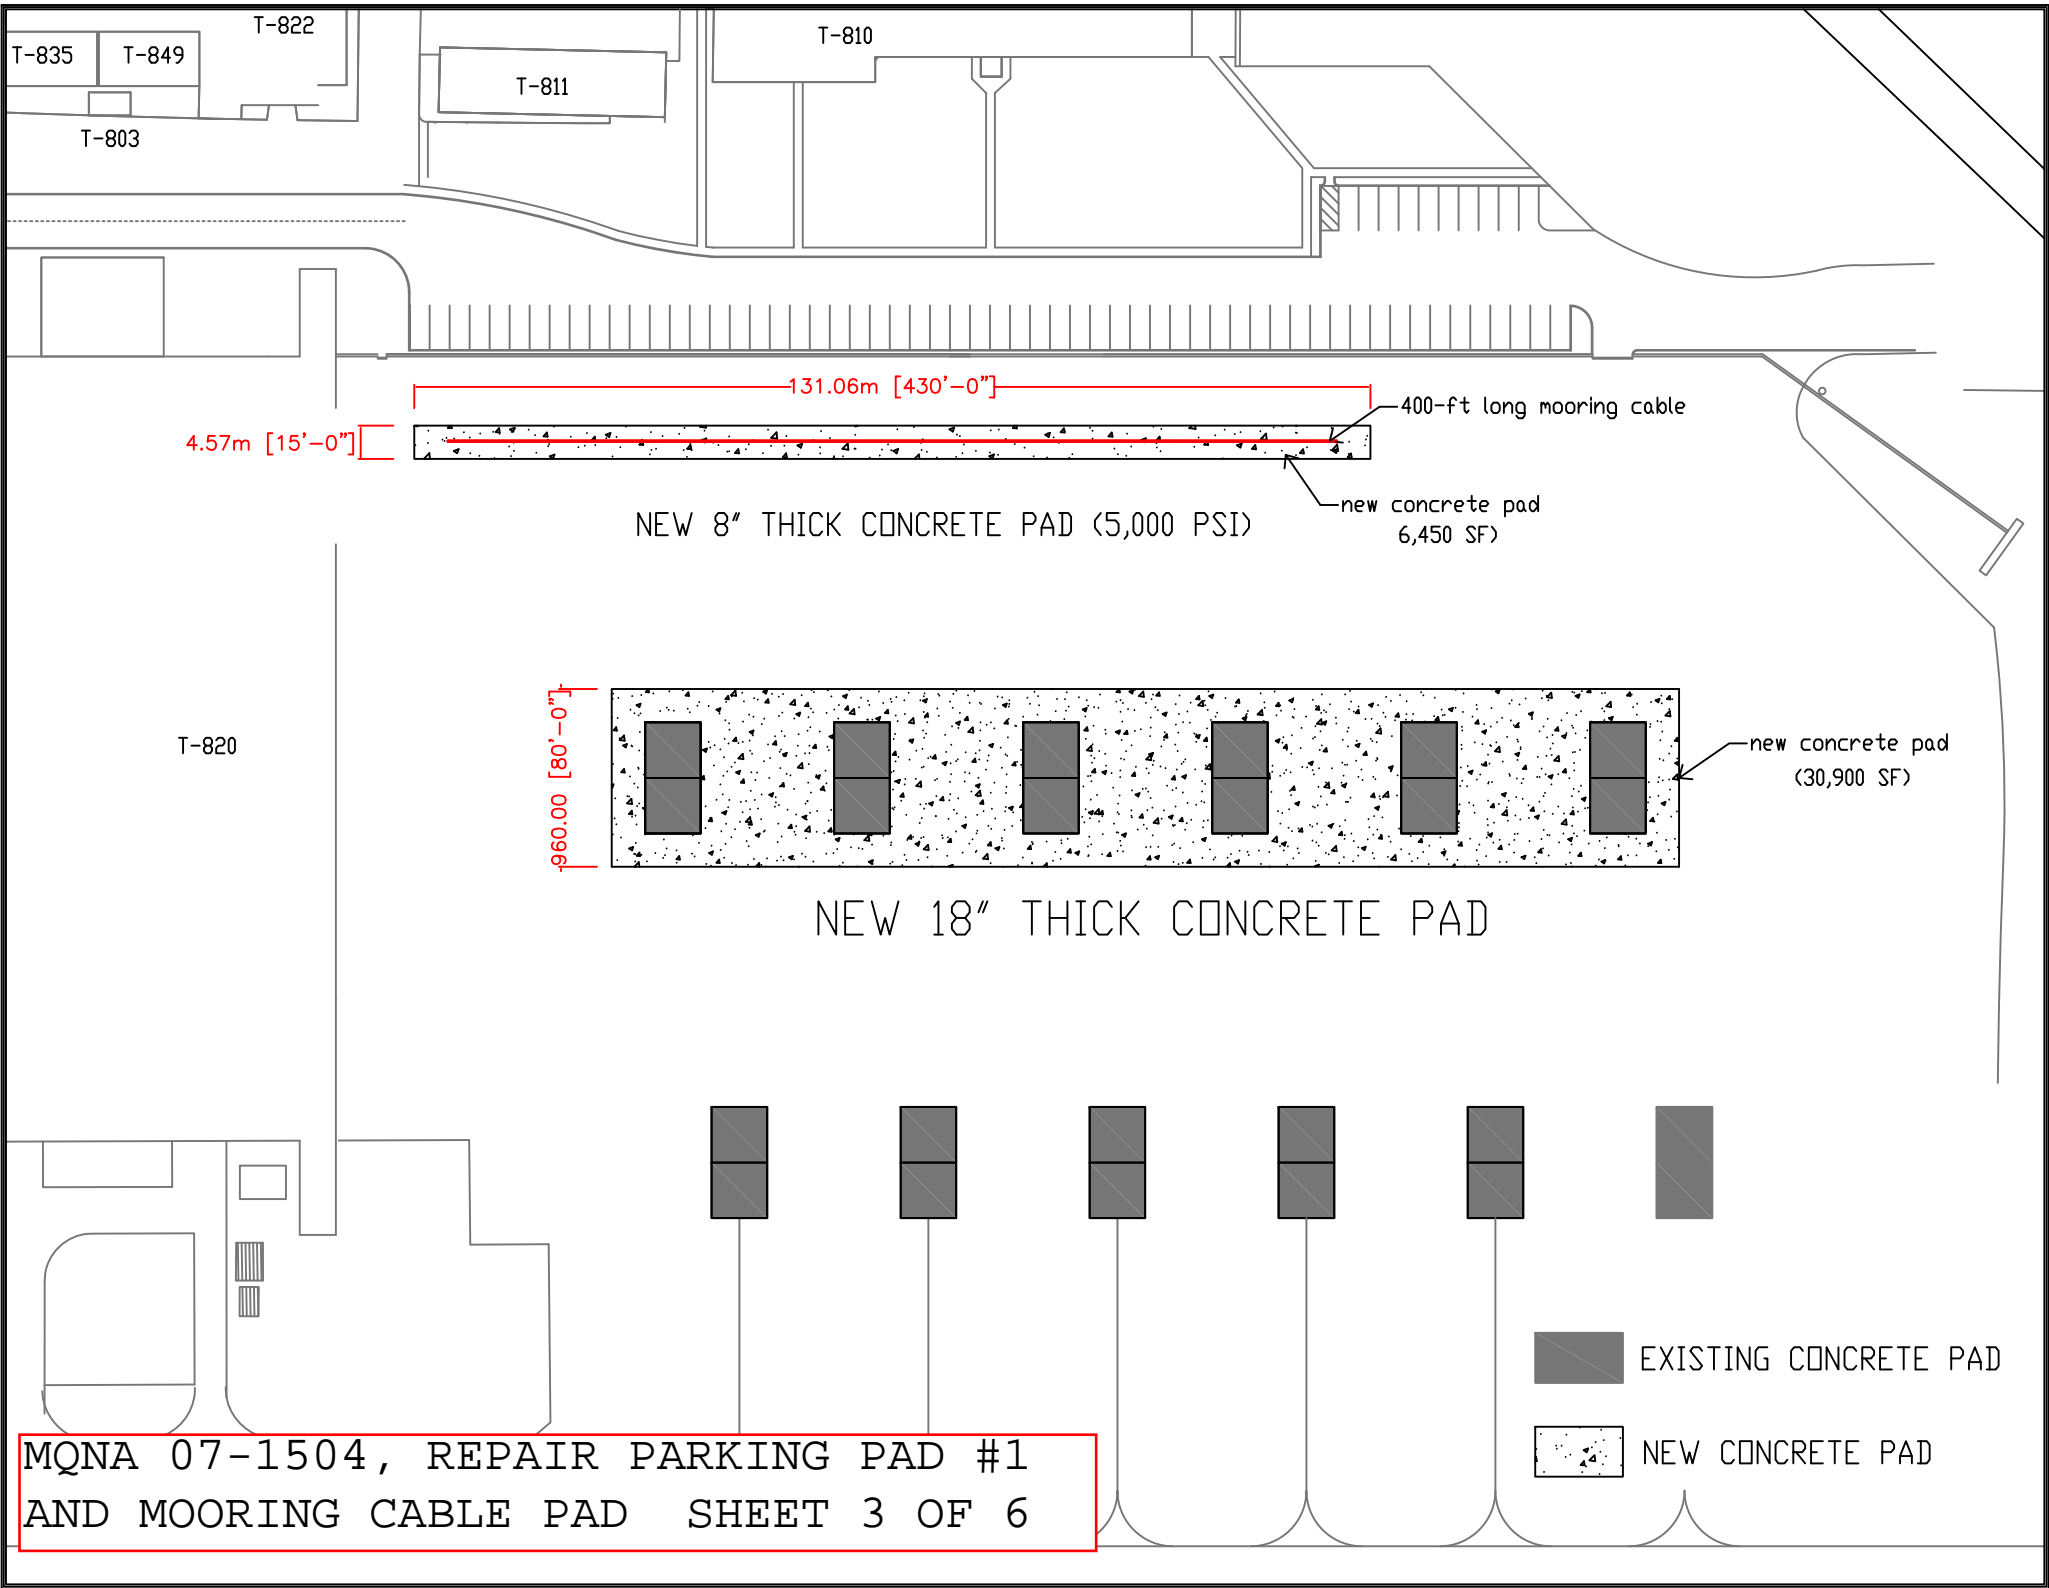 T-822
T-835
T-849
T-810
T-811
T-803
131.06m [430'-0"]
400-ft long mooring cable
4.57m [15'-0"]
new concrete pad
6,450 SF)
NEW 8" THICK CONCRETE PAD (5,000 PSI)
960.00 [80'-0"]
T-820
new concrete pad
(30,900 SF)
NEW 18" THICK CONCRETE PAD
EXISTING CONCRETE PAD
NEW CONCRETE PAD
MQNA 07-1504, REPAIR PARKING PAD #1
AND MOORING CABLE PAD SHEET 3 OF 6